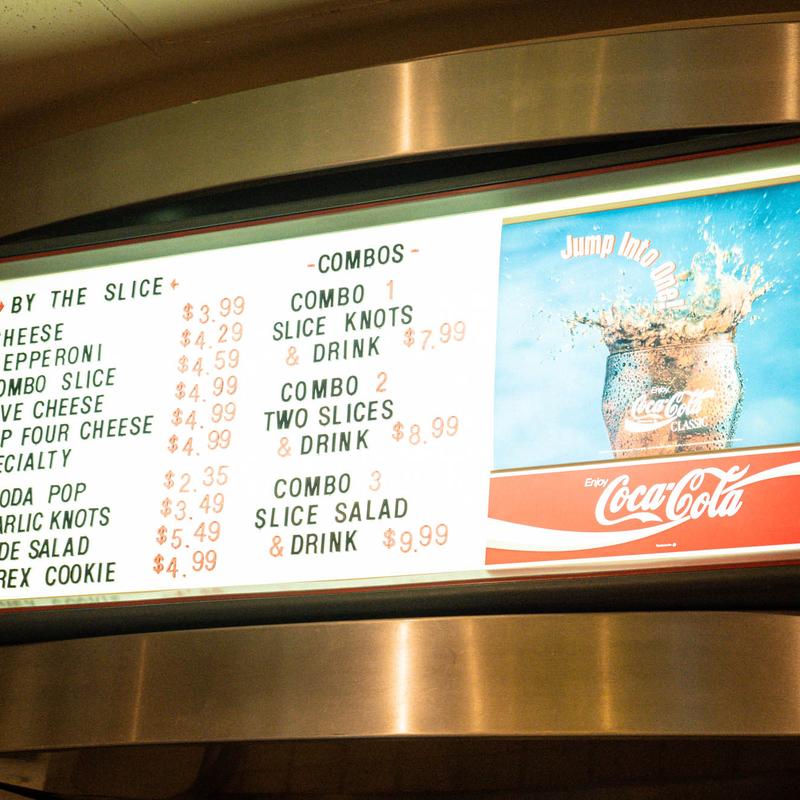 BY THE SLICE
HEESE $3.99
EPPERONI $4.29
OMBO SLICE $4.59
VE CHEESE $4.99
P FOUR CHEESE $4.99
ECIALTY $4.99
ODA POP $2.35
ARLIC KNOTS $3.49
DE SALAD $5.49
REX COOKIE $4.99
-COMBOS-
COMBO 1
SLICE KNOTS
& DRINK $7.99
COMBO 2
TWO SLICES
& DRINK $8.99
COMBO 3
SLICE SALAD
& DRINK $9.99
Jump Into One!
Enjoy
Coca-Cola
CLASSIC
Enjoy
Coca-Cola